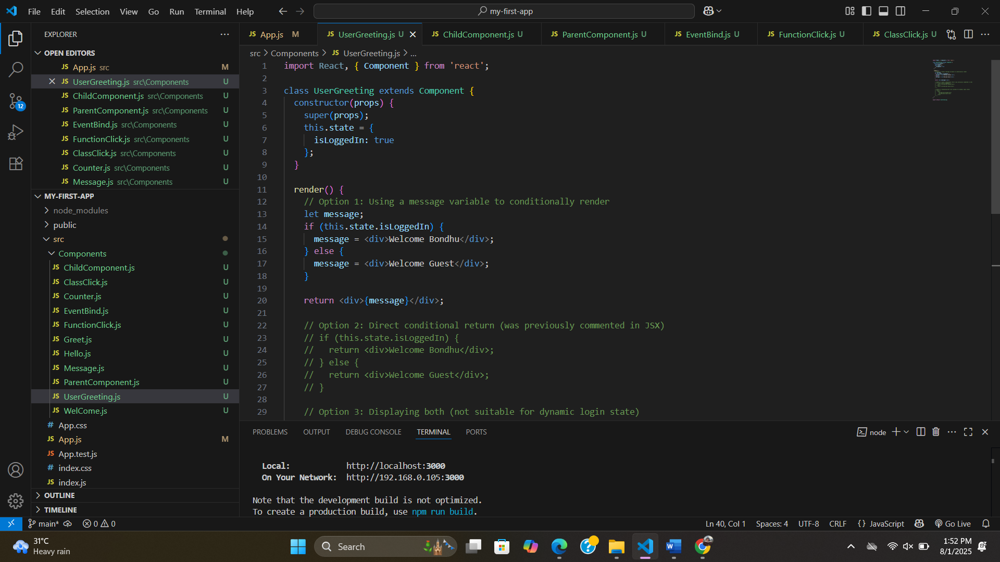 File Edit Selection View Go Run Terminal Help
my-first-app
EXPLORER
OPEN EDITORS
JS App.js src M
JS UserGreeting.js src\Components U
JS ChildComponent.js src\Components U
JS ParentComponent.js src\Components U
JS EventBind.js src\Components U
JS FunctionClick.js src\Components U
JS ClassClick.js src\Components U
JS Counter.js src\Components U
JS Message.js src\Components U
MY-FIRST-APP
node_modules
public
src
Components
JS ChildComponent.js U
JS ClassClick.js U
JS Counter.js U
JS EventBind.js U
JS FunctionClick.js U
JS Greet.js U
JS Hello.js U
JS Message.js U
JS ParentComponent.js U
JS UserGreeting.js U
JS WelCome.js U
# App.css
JS App.js M
JS App.test.js
# index.css
JS index.js
OUTLINE
TIMELINE
12
JS App.js M JS UserGreeting.js U JS ChildComponent.js U JS ParentComponent.js U JS EventBind.js U JS FunctionClick.js U JS ClassClick.js U
src > Components > JS UserGreeting.js > ...
1 import React, { Component } from 'react';
2
3 class UserGreeting extends Component {
4 constructor(props) {
5 super(props);
6 this.state = {
7 isLoggedIn: true
8 };
9 }
10
11 render() {
12 // Option 1: Using a message variable to conditionally render
13 let message;
14 if (this.state.isLoggedIn) {
15 message = <div>Welcome Bondhu</div>;
16 } else {
17 message = <div>Welcome Guest</div>;
18 }
19
20 return <div>{message}</div>;
21
22 // Option 2: Direct conditional return (was previously commented in JSX)
23 // if (this.state.isLoggedIn) {
24 // return <div>Welcome Bondhu</div>;
25 // } else {
26 // return <div>Welcome Guest</div>;
27 // }
28
29 // Option 3: Displaying both (not suitable for dynamic login state)
PROBLEMS OUTPUT DEBUG CONSOLE TERMINAL PORTS
node
Local: http://localhost:3000
On Your Network: http://192.168.0.105:3000
Note that the development build is not optimized.
To create a production build, use npm run build.
main* 0 0
Ln 40, Col 1 Spaces: 4 UTF-8 CRLF {} JavaScript Go Live
31°C
Heavy rain
Search
1:52 PM
8/1/2025